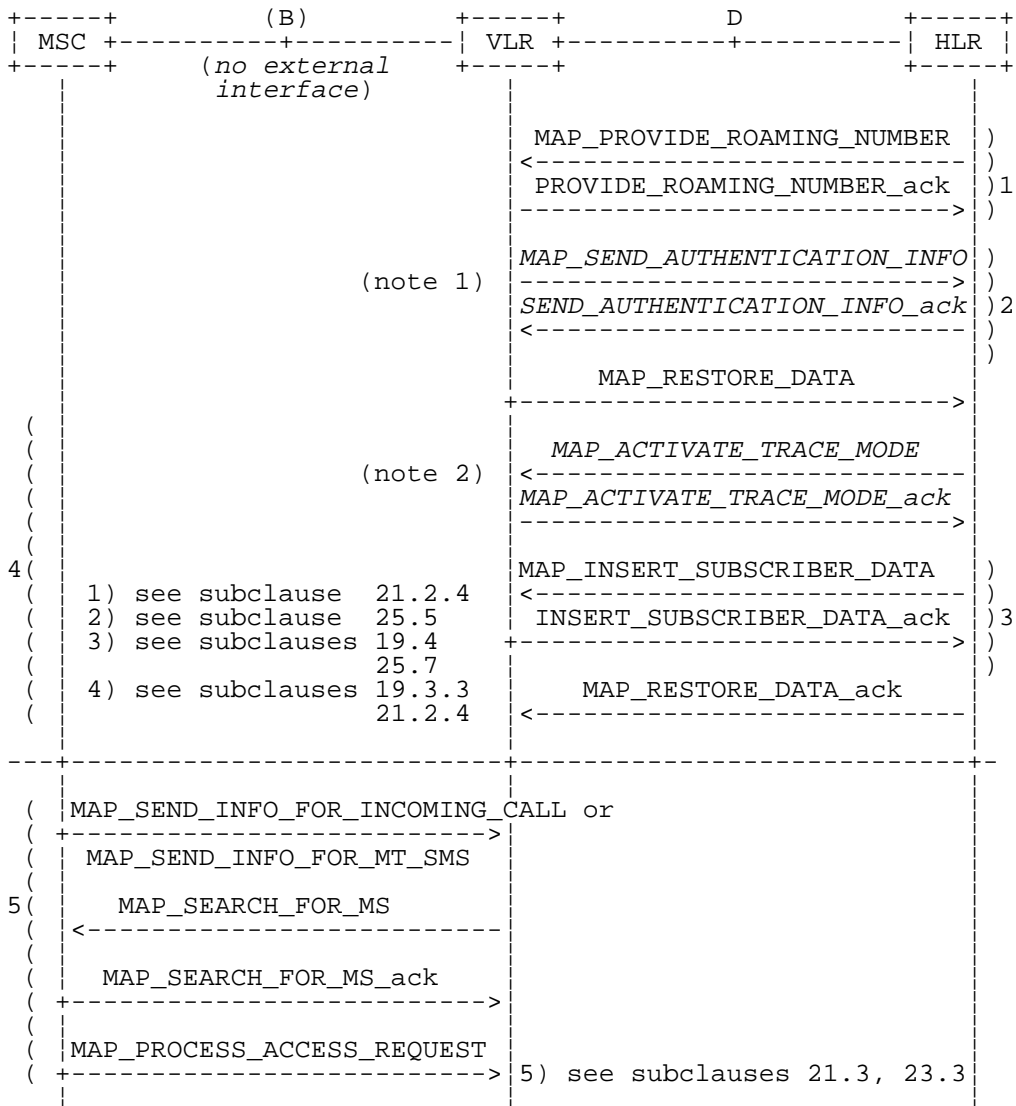 +-----+ (B) +-----+ D +-----+
¦ MSC +----------+----------¦ VLR +----------+----------¦ HLR ¦
+-----+ (no external +-----+ +-----+
interface)
MAP_PROVIDE_ROAMING_NUMBER )
<--------------------------- )
PROVIDE_ROAMING_NUMBER_ack )1
---------------------------> )
MAP_SEND_AUTHENTICATION_INFO )
(note 1) ---------------------------> )
SEND_AUTHENTICATION_INFO_ack )2
<--------------------------- )
)
MAP_RESTORE_DATA
+--------------------------->
(
( MAP_ACTIVATE_TRACE_MODE
( (note 2) <---------------------------
( MAP_ACTIVATE_TRACE_MODE_ack
( --------------------------->
(
4( MAP_INSERT_SUBSCRIBER_DATA )
( 1) see subclause 21.2.4 <--------------------------- )
( 2) see subclause 25.5 INSERT_SUBSCRIBER_DATA_ack )3
( 3) see subclauses 19.4 +---------------------------> )
( 25.7 )
( 4) see subclauses 19.3.3 MAP_RESTORE_DATA_ack
( 21.2.4 <---------------------------
---+---------------------------+----------------------------+-
( MAP_SEND_INFO_FOR_INCOMING_CALL or
( +-------------------------->
( MAP_SEND_INFO_FOR_MT_SMS
(
5( MAP_SEARCH_FOR_MS
( <--------------------------
(
( MAP_SEARCH_FOR_MS_ack
( +-------------------------->
(
( MAP_PROCESS_ACCESS_REQUEST
( +--------------------------> 5) see subclauses 21.3, 23.3